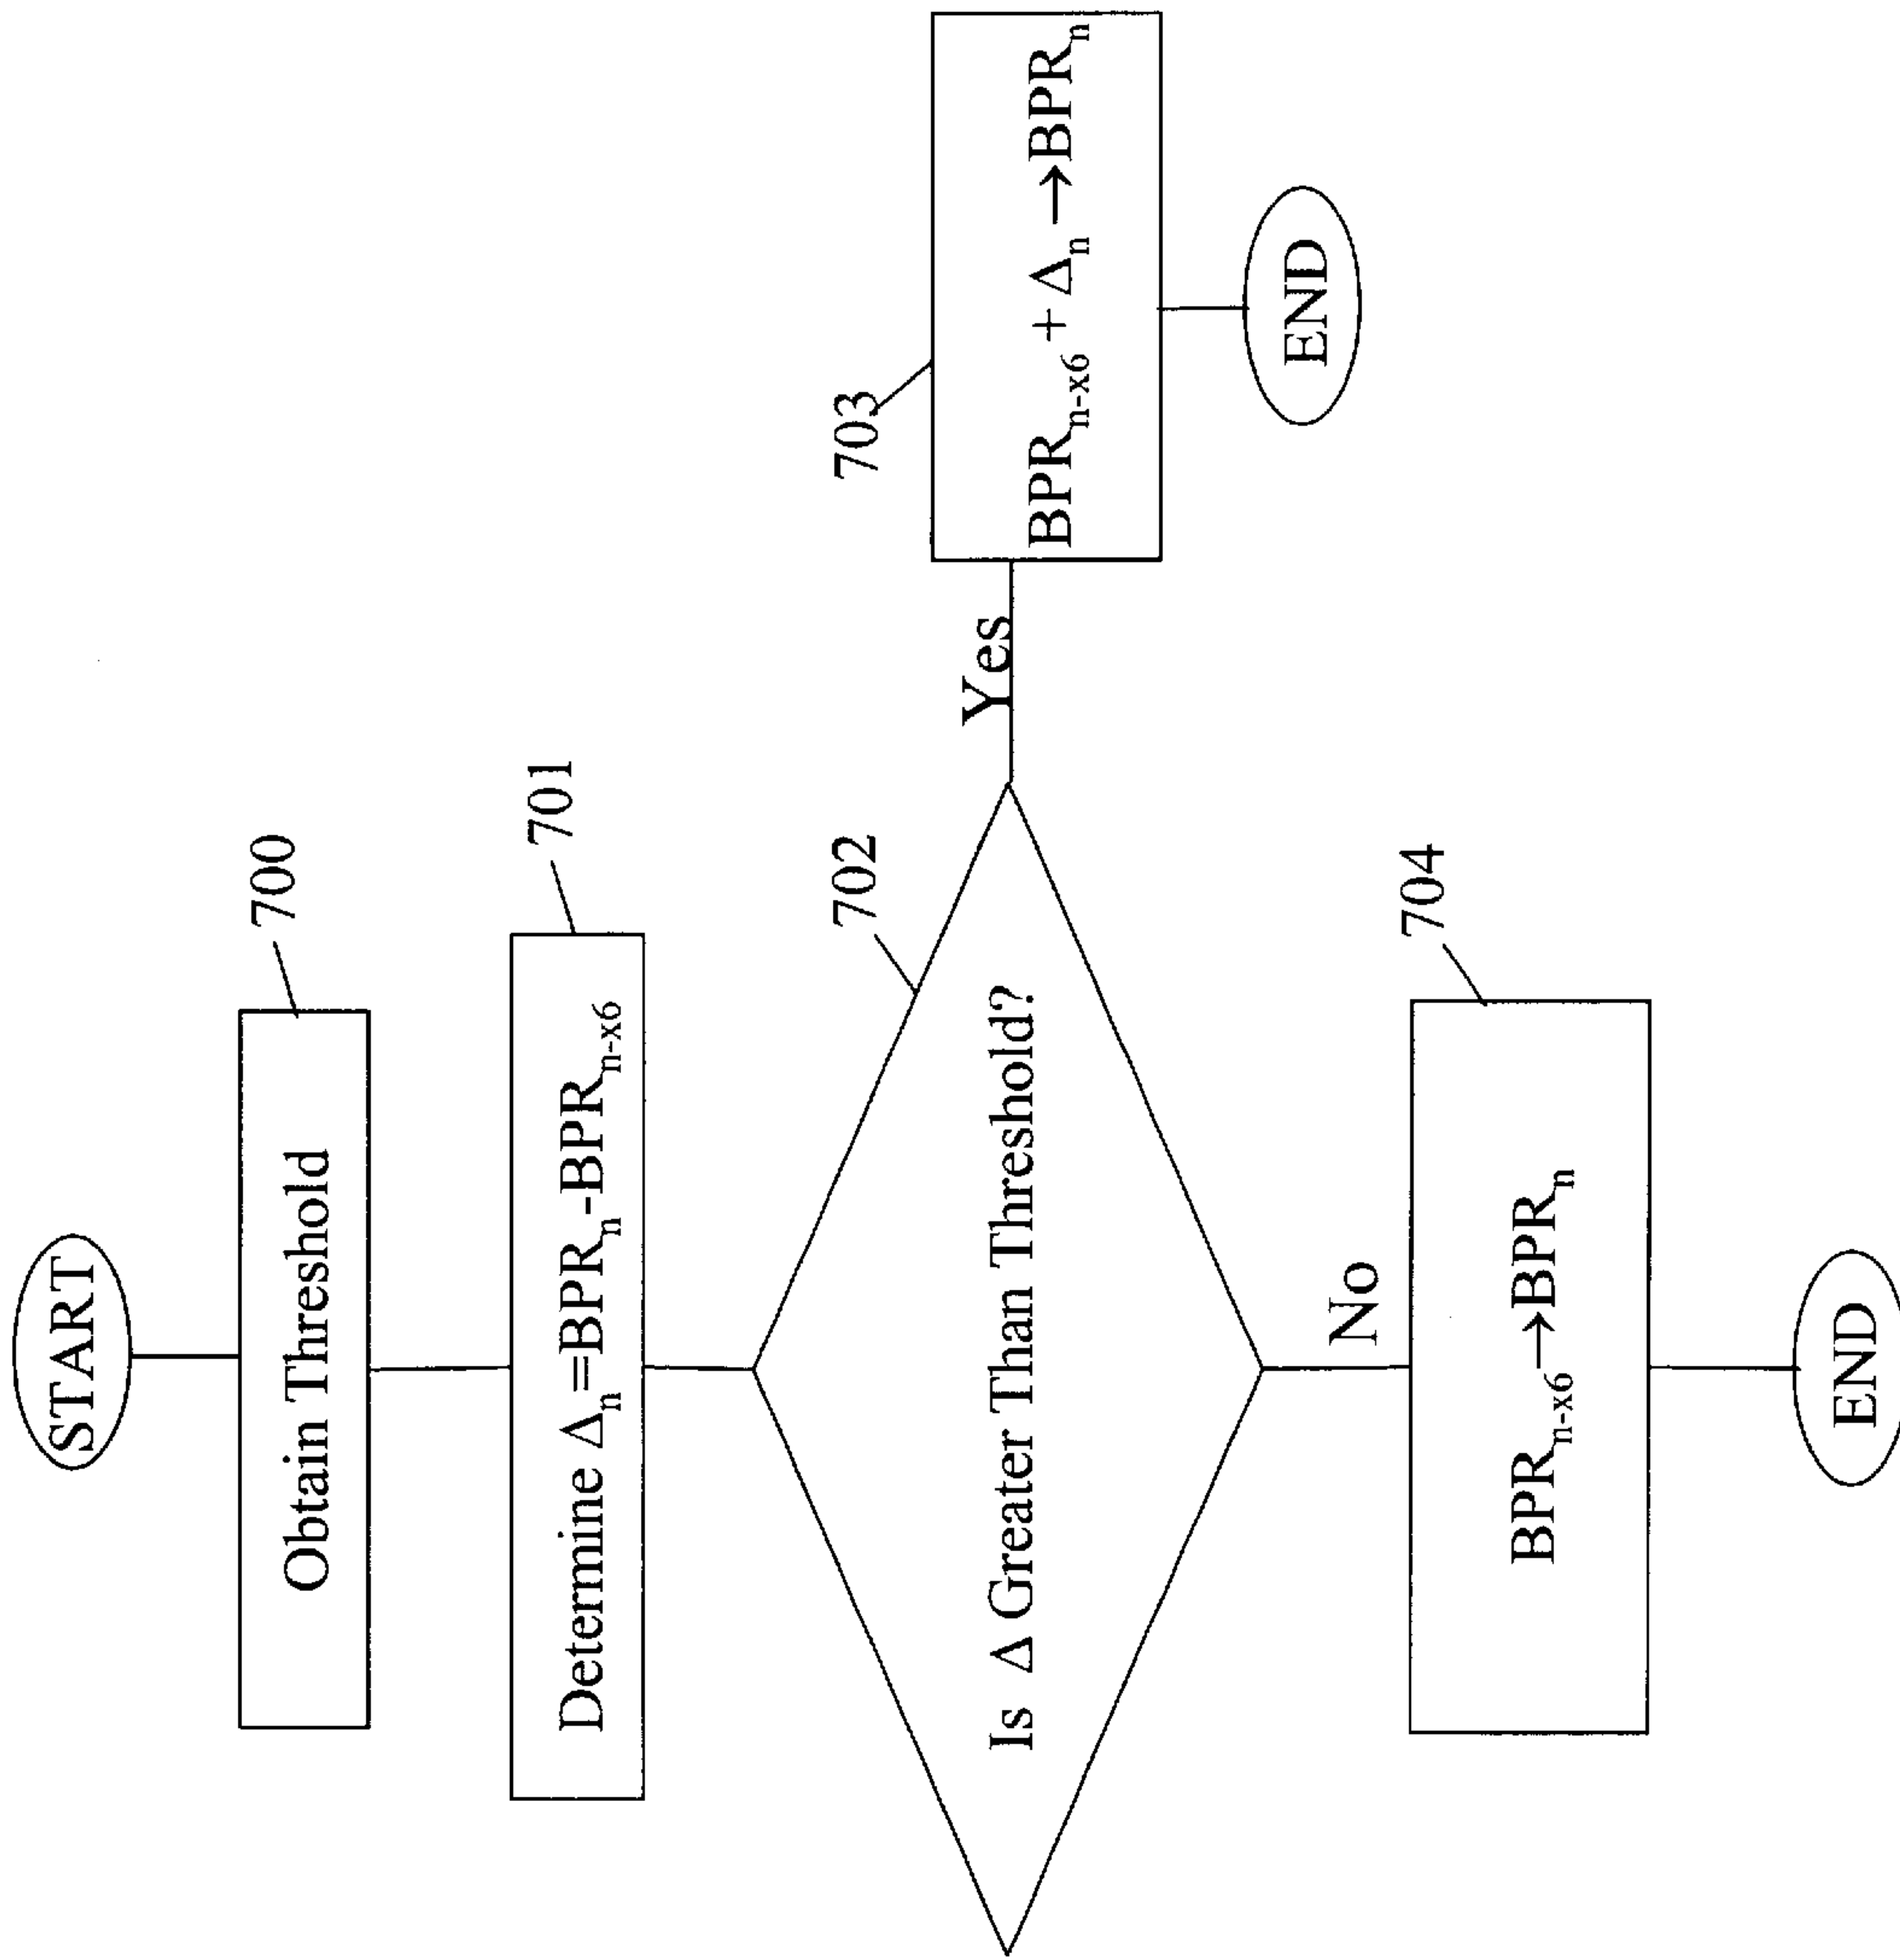 START
700
Obtain Threshold
701
Determine Δₙ =BPRₙ-BPRₙ₋ₓ₆
702
Is Δ Greater Than Threshold?
Yes
703
BPRₙ₋ₓ₆ + Δₙ →BPRₙ
END
No
704
BPRₙ₋ₓ₆→BPRₙ
END